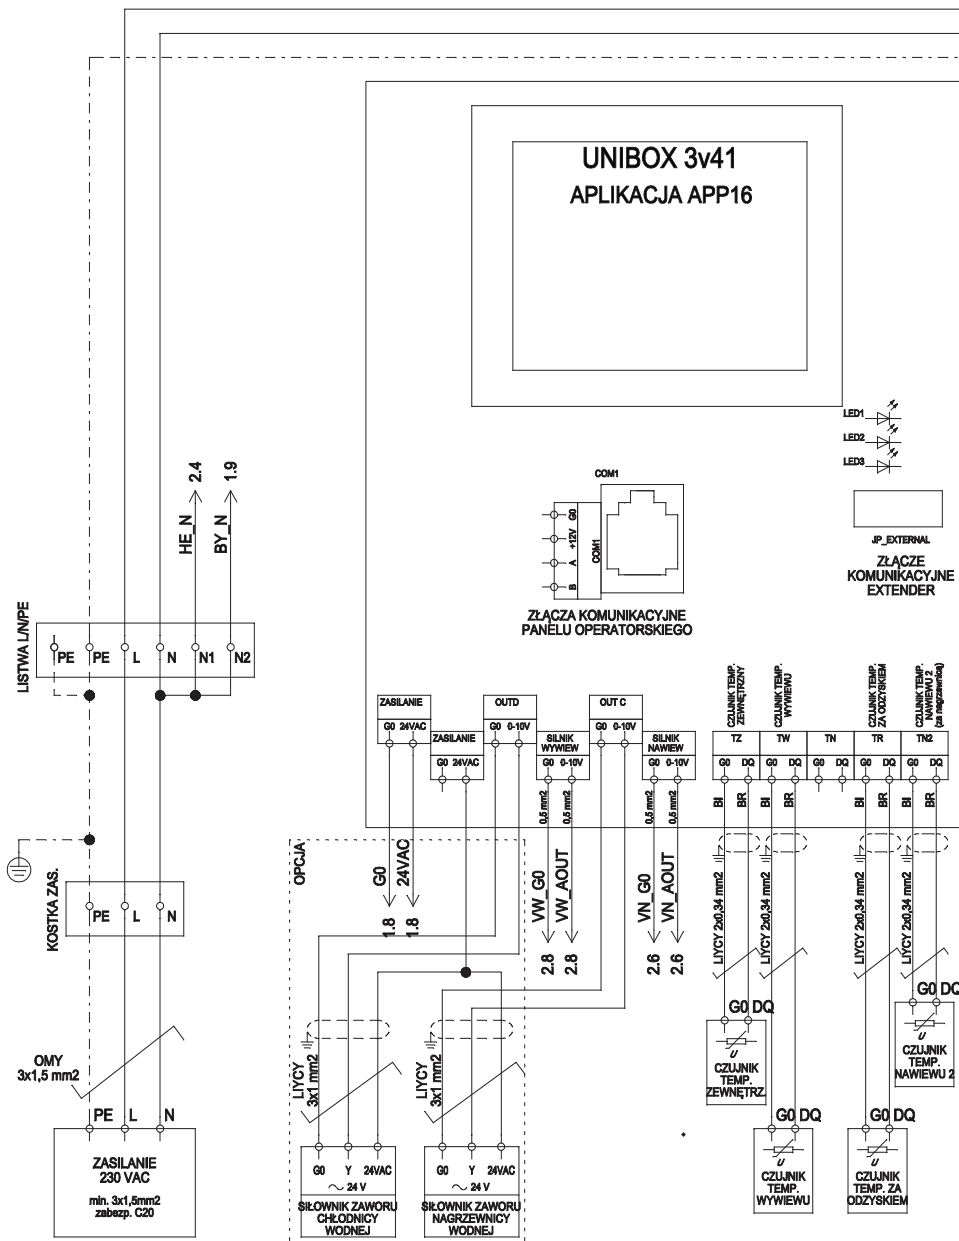 UNIBOX 3v41
APLIKACJA APP16
LED1
LED2
LED3
JP_EXTERNAL
ZŁĄCZE
KOMUNIKACYJNE
EXTENDER
COM1
G0
+12V
A
B
COM1
ZŁĄCZA KOMUNIKACYJNE
PANELU OPERATORSKIEGO
2.4
1.9
HE_N
BY_N
LISTWA L/N/PE
PE
PE
L
N
N1
N2
ZASILANIE
G0 24VAC
ZASILANIE
G0 24VAC
OUTD
G0 0-10V
SILNIK
WYWIEW
G0 0-10V
OUT C
G0 0-10V
SILNIK
NAWIEW
G0 0-10V
CZUJNIK TEMP.
ZEWNĘTRZNY
CZUJNIK TEMP.
WYWIEWU
CZUJNIK TEMP.
ZA ODZYSKIEM
CZUJNIK TEMP.
NAWIEWU 2
(za nagrzewnicą)
TZ
TW
TN
TR
TN2
G0 DQ
G0 DQ
G0 DQ
G0 DQ
G0 DQ
0,5 mm2
0,5 mm2
0,5 mm2
0,5 mm2
BI
BR
BI
BR
BI
BR
BI
BR
OPCJA
G0
24VAC
1.8
1.8
VW_G0
VW_AOUT
2.8
2.8
VN_G0
VN_AOUT
2.6
2.6
LIYCY 2x0,34 mm2
LIYCY 2x0,34 mm2
LIYCY 2x0,34 mm2
LIYCY 2x0,34 mm2
KOSTKA ZAS.
PE
L
N
OMY
3x1,5 mm2
PE
L
N
ZASILANIE
230 VAC
min. 3x1,5mm2
zabezp. C20
LIYCY
3x1 mm2
LIYCY
3x1 mm2
G0 Y 24VAC
24 V
SIŁOWNIK ZAWORU
CHŁODNICY
WODNEJ
G0 Y 24VAC
24 V
SIŁOWNIK ZAWORU
NAGRZEWNICY
WODNEJ
G0 DQ
U
CZUJNIK
TEMP.
ZEWNĘTRZ.
G0 DQ
U
CZUJNIK
TEMP.
NAWIEWU 2
G0 DQ
U
CZUJNIK
TEMP.
WYWIEWU
G0 DQ
U
CZUJNIK
TEMP. ZA
ODZYSKIEM